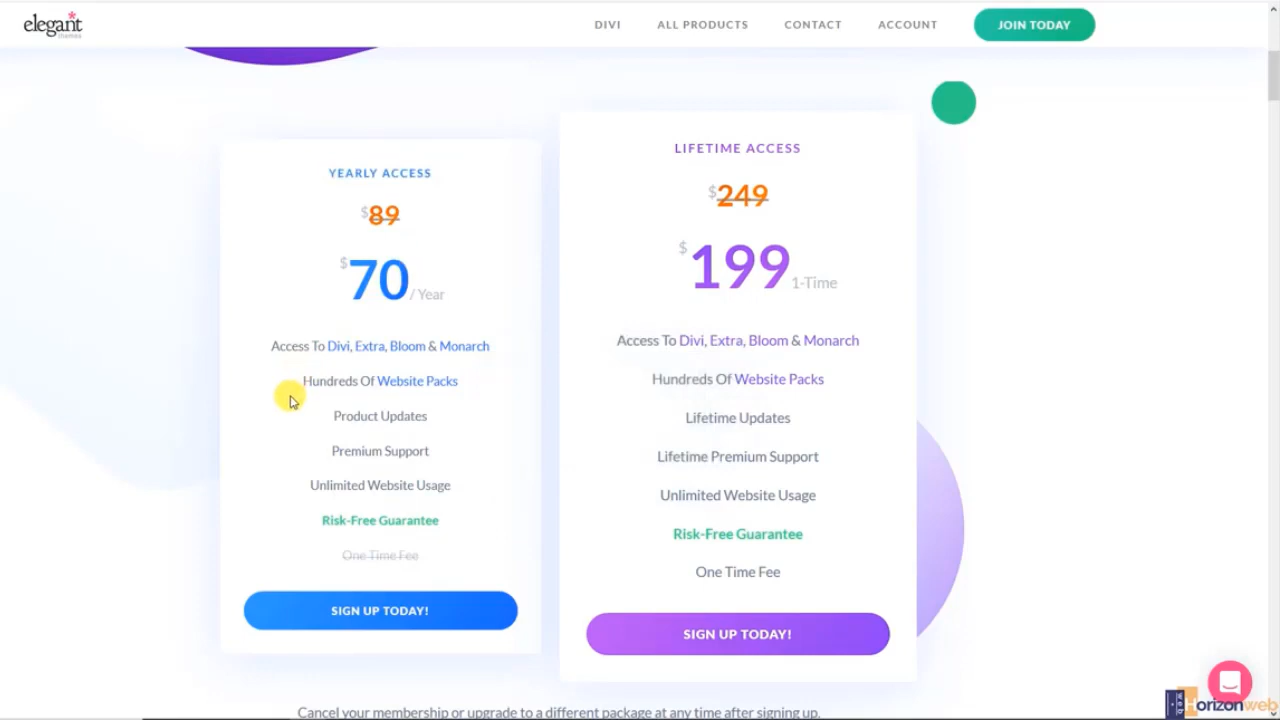 elegant
themes
DIVI
ALL PRODUCTS
CONTACT
ACCOUNT
JOIN TODAY
YEARLY ACCESS
$89
$70/ Year
Access To Divi, Extra, Bloom & Monarch
Hundreds Of Website Packs
Product Updates
Premium Support
Unlimited Website Usage
Risk-Free Guarantee
One Time Fee
SIGN UP TODAY!
LIFETIME ACCESS
$249
$199 1-Time
Access To Divi, Extra, Bloom & Monarch
Hundreds Of Website Packs
Lifetime Updates
Lifetime Premium Support
Unlimited Website Usage
Risk-Free Guarantee
One Time Fee
SIGN UP TODAY!
Cancel your membership or upgrade to a different package at any time after signing up.
Horizonweb